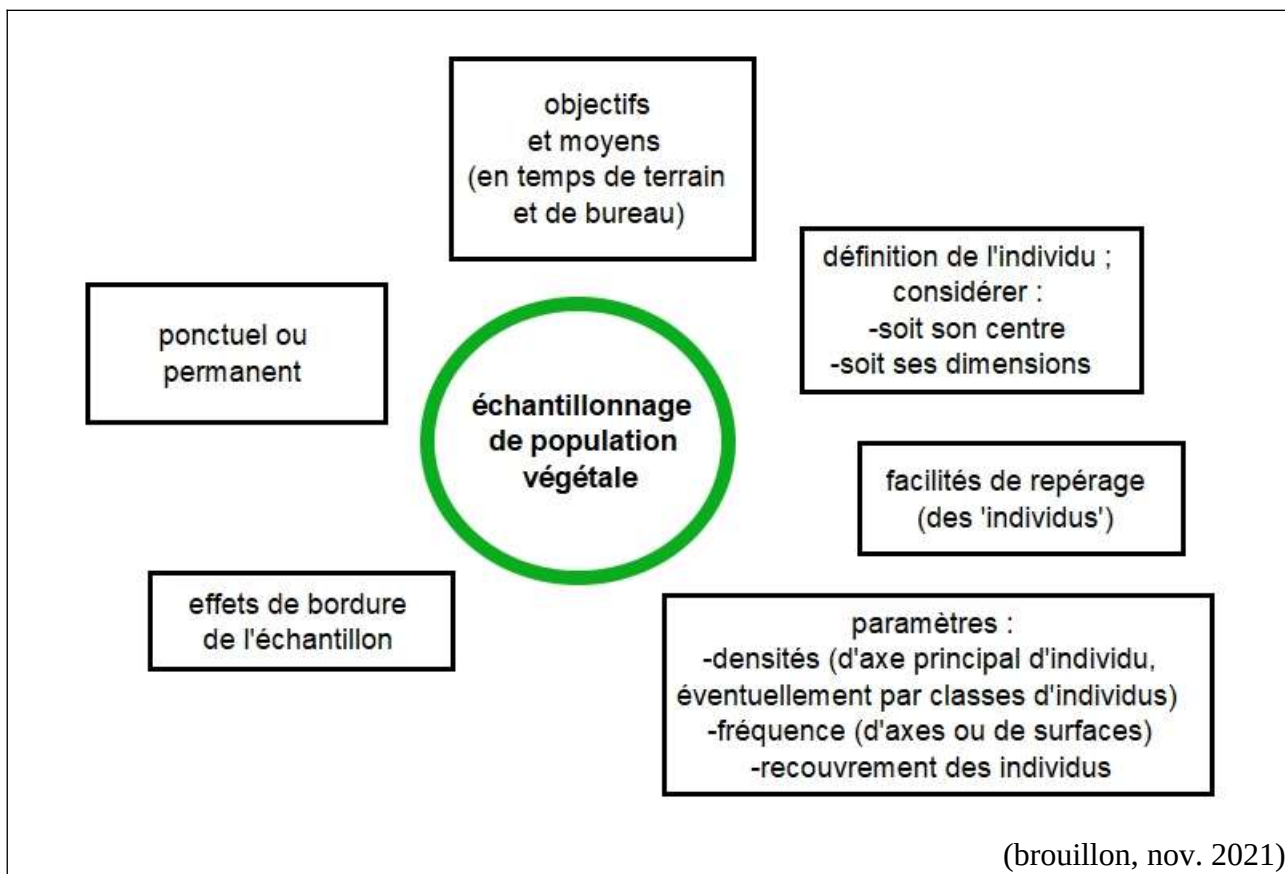 objectifs
et moyens
(en temps de terrain
et de bureau)
définition de l'individu ;
considérer :
-soit son centre
-soit ses dimensions
ponctuel ou
permanent
échantillonnage
de population
végétale
facilités de repérage
(des 'individus')
effets de bordure
de l'échantillon
paramètres :
-densités (d'axe principal d'individu,
éventuellement par classes d'individus)
-fréquence (d'axes ou de surfaces)
-recouvrement des individus
(brouillon, nov. 2021)